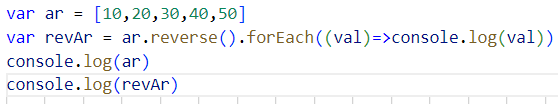 var ar = [10,20,30,40,50]
var revAr = ar.reverse().forEach((val)=>console.log(val))
console.log(ar)
console.log(revAr)